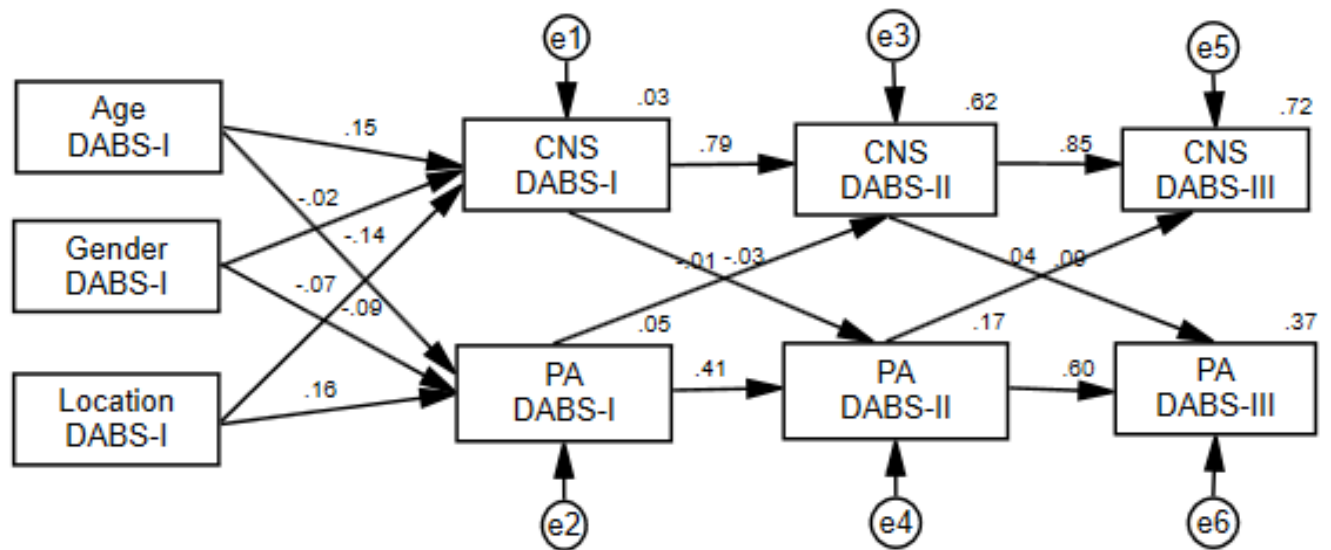 e1
e3
e5
Age
DABS-I
.15
.03
CNS
DABS-I
.79
.62
CNS
DABS-II
.85
.72
CNS
DABS-III
-.02
-.14
Gender
DABS-I
-.07
-.09
-.01
-.03
.04
.00
Location
DABS-I
.16
.05
PA
DABS-I
.41
.17
PA
DABS-II
.60
.37
PA
DABS-III
e2
e4
e6